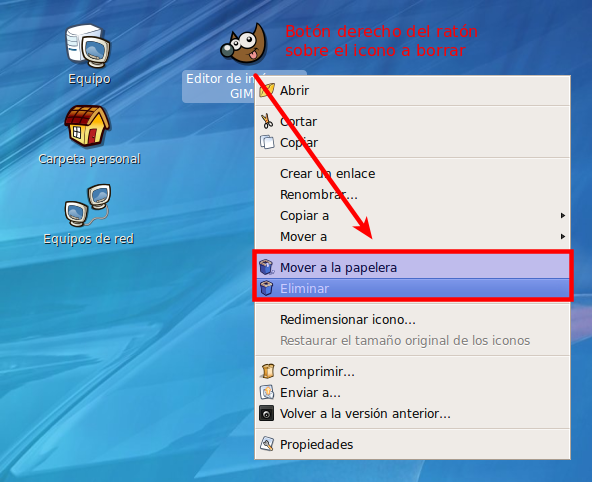 Botón derecho del ratón
sobre el icono a borrar
Equipo
Editor de
GIM
Carpeta personal
Equipos de red
Abrir
Cortar
Copiar
Crear un enlace
Renombrar...
Copiar a
Mover a
Mover a la papelera
Eliminar
Redimensionar icono...
Restaurar el tamaño original de los iconos
Comprimir...
Enviar a...
Volver a la versión anterior...
Propiedades